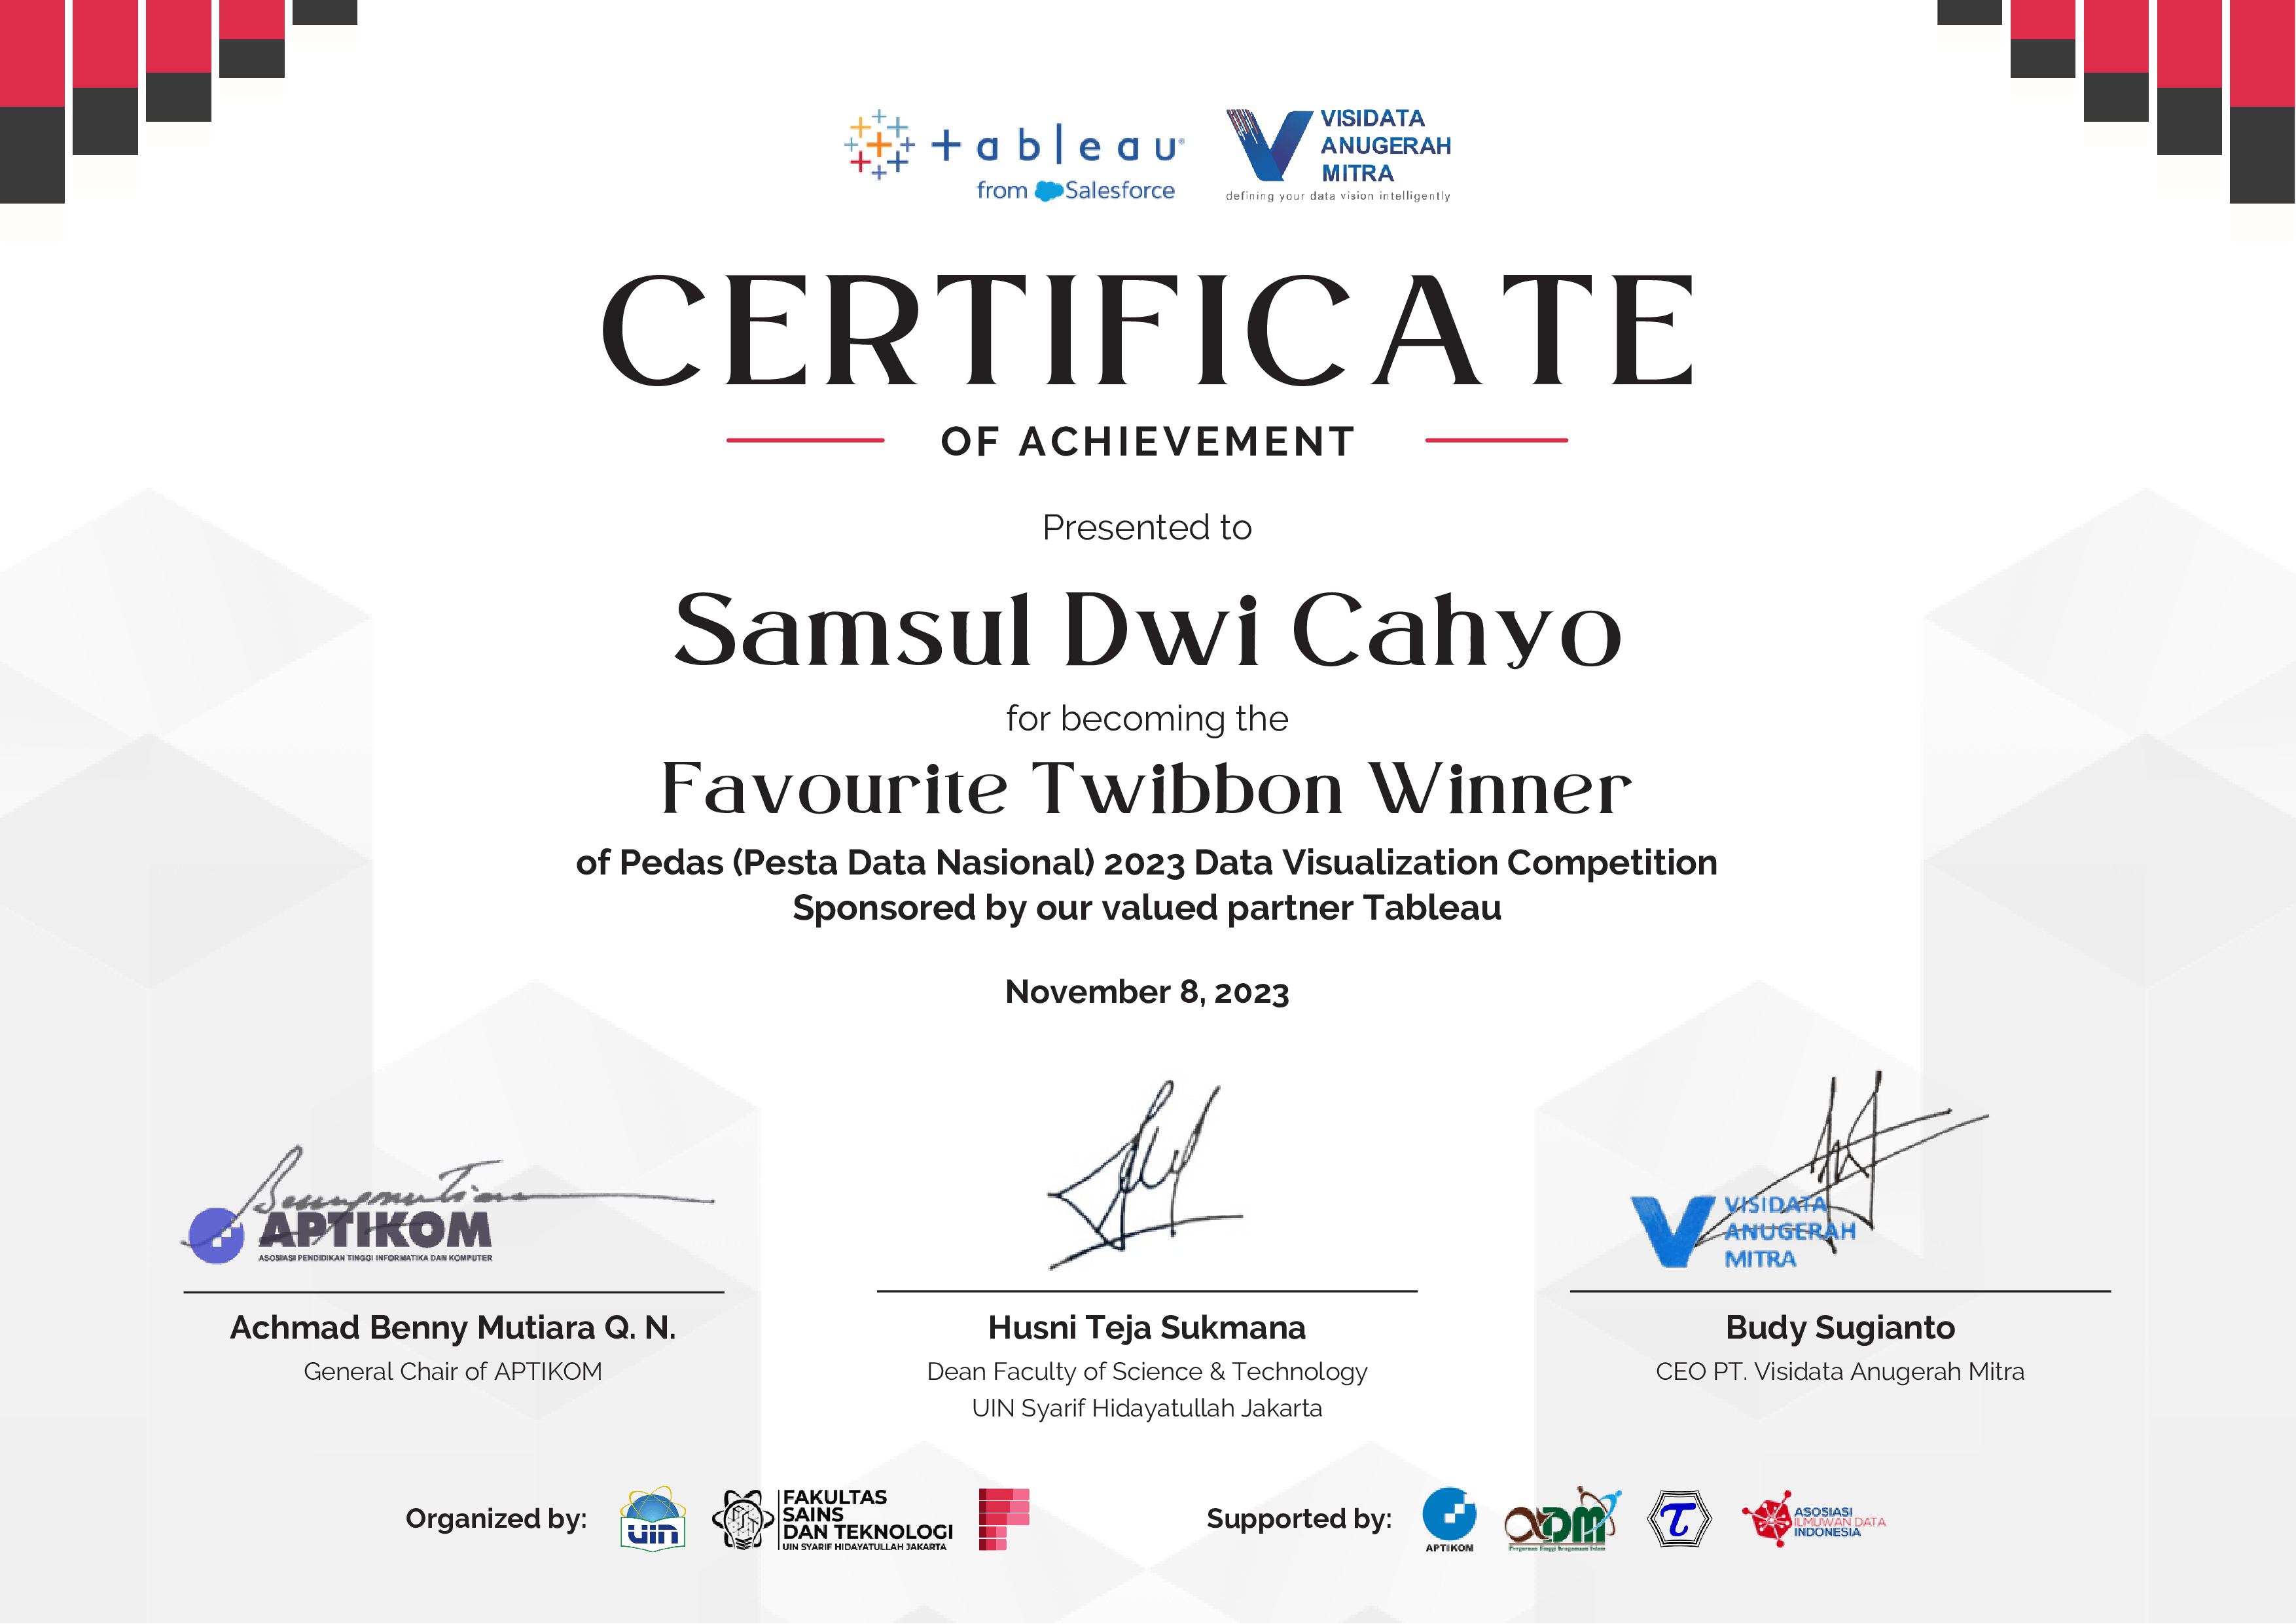 tableau
from Salesforce
VISIDATA
ANUGERAH
MITRA
defining your data vision intelligently
CERTIFICATE
OF ACHIEVEMENT
Presented to
Samsul Dwi Cahyo
for becoming the
Favourite Twibbon Winner
of Pedas (Pesta Data Nasional) 2023 Data Visualization Competition
Sponsored by our valued partner Tableau
November 8, 2023
APTIKOM
ASOSIASI PENDIDIKAN TINGGI INFORMATIKA DAN KOMPUTER
Achmad Benny Mutiara Q. N.
General Chair of APTIKOM
Husni Teja Sukmana
Dean Faculty of Science & Technology
UIN Syarif Hidayatullah Jakarta
VISIDATA
ANUGERAH
MITRA
Budy Sugianto
CEO PT. Visidata Anugerah Mitra
Organized by:
uin
FAKULTAS
SAINS
DAN TEKNOLOGI
UIN SYARIF HIDAYATULLAH JAKARTA
Supported by:
APTIKOM
ADM
Perguruan Tinggi Keagamaan Islam
ASOSIASI
ILMUWAN DATA
INDONESIA